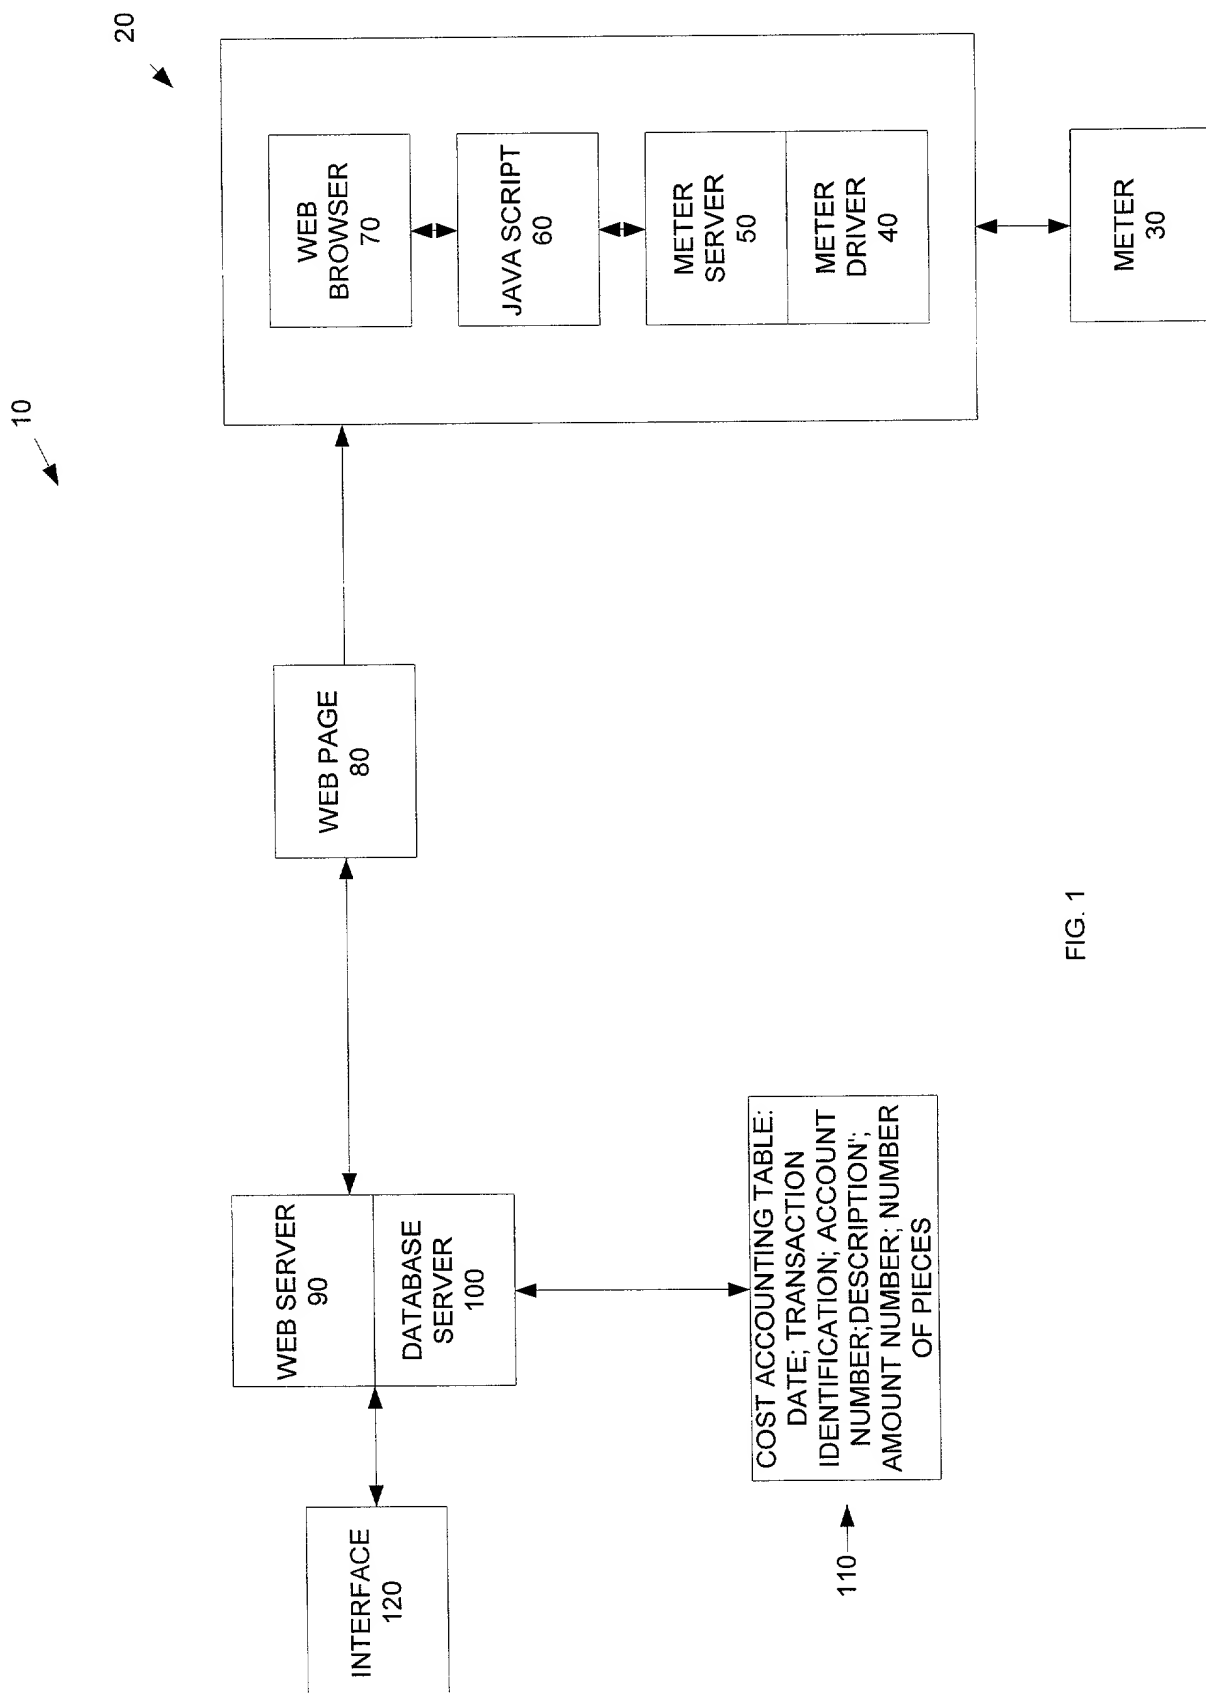 10
20
INTERFACE
120
WEB SERVER
90
DATABASE
SERVER
100
WEB PAGE
80
WEB
BROWSER
70
JAVA SCRIPT
60
METER
SERVER
50
METER
DRIVER
40
METER
30
110
COST ACCOUNTING TABLE:
DATE; TRANSACTION
IDENTIFICATION; ACCOUNT
NUMBER;DESCRIPTION';
AMOUNT NUMBER; NUMBER
OF PIECES
FIG. 1